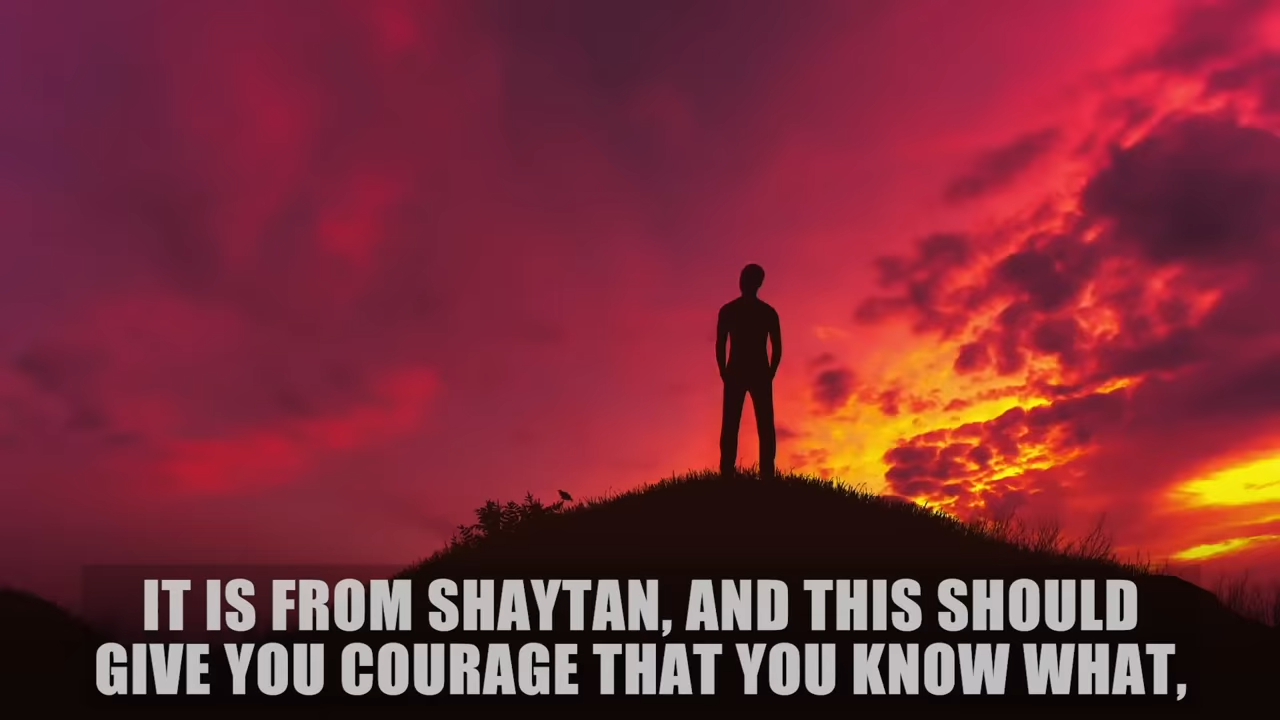 IT IS FROM SHAYTAN, AND THIS SHOULD
GIVE YOU COURAGE THAT YOU KNOW WHAT,